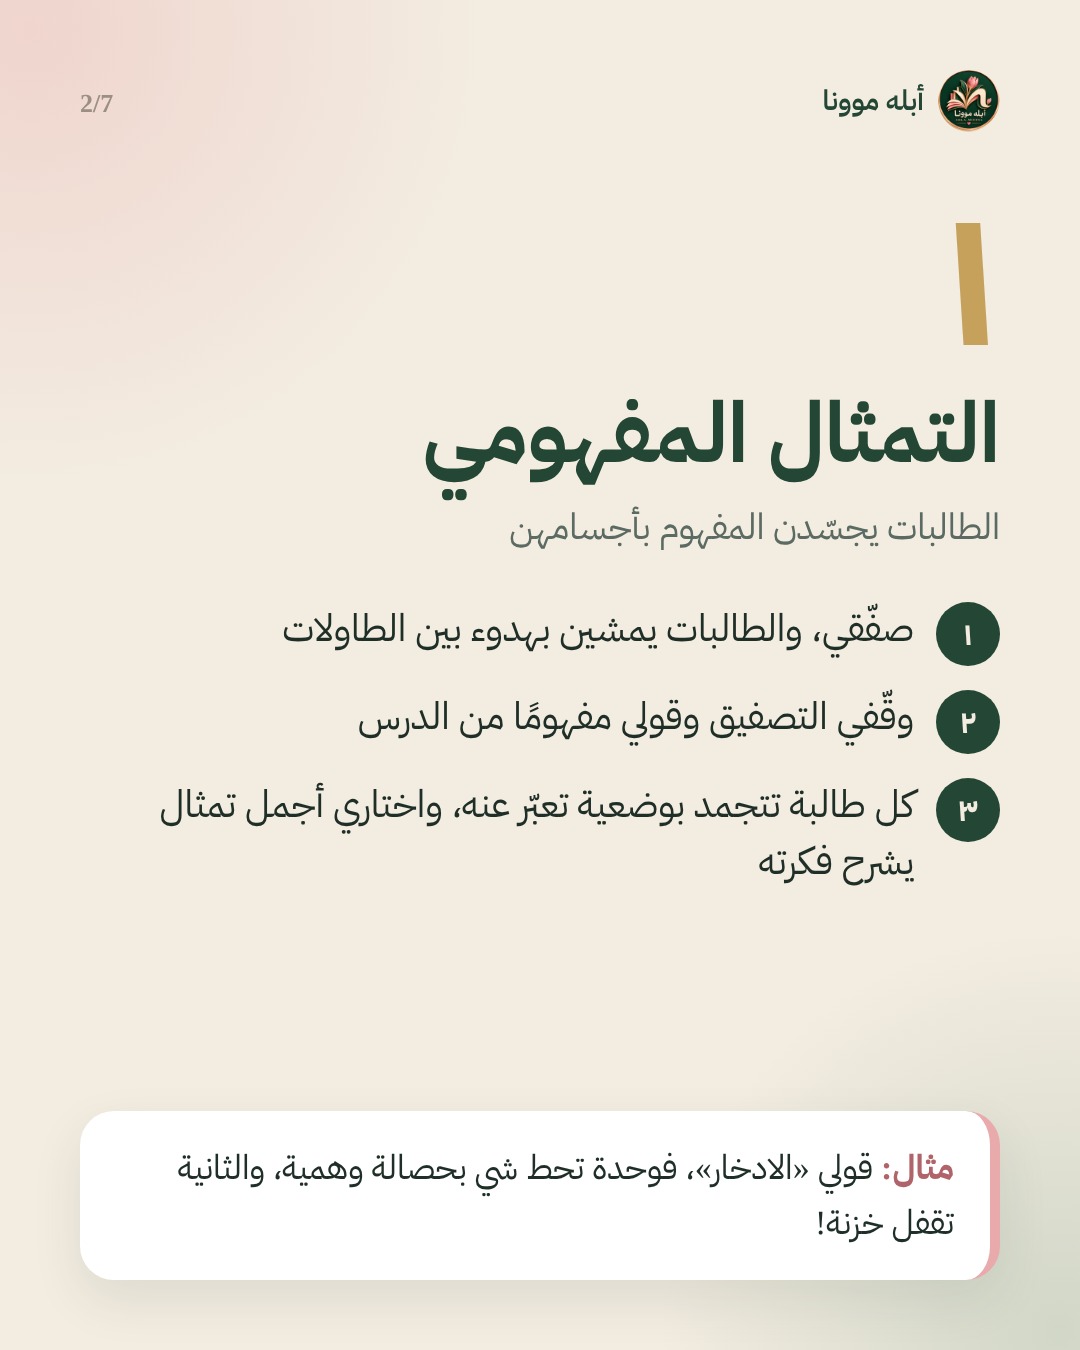 أبله موونا
أبله موونا
2/7
١
التمثال المفهومي
الطالبات يجسّدن المفهوم بأجسامهن
١ صفّقي، والطالبات يمشين بهدوء بين الطاولات
٢ وقّفي التصفيق وقولي مفهومًا من الدرس
٣ كل طالبة تتجمد بوضعية تعبّر عنه، واختاري أجمل تمثال
يشرح فكرته
مثال: قولي «الادخار»، فوحدة تحط شي بحصالة وهمية، والثانية
تقفل خزنة!